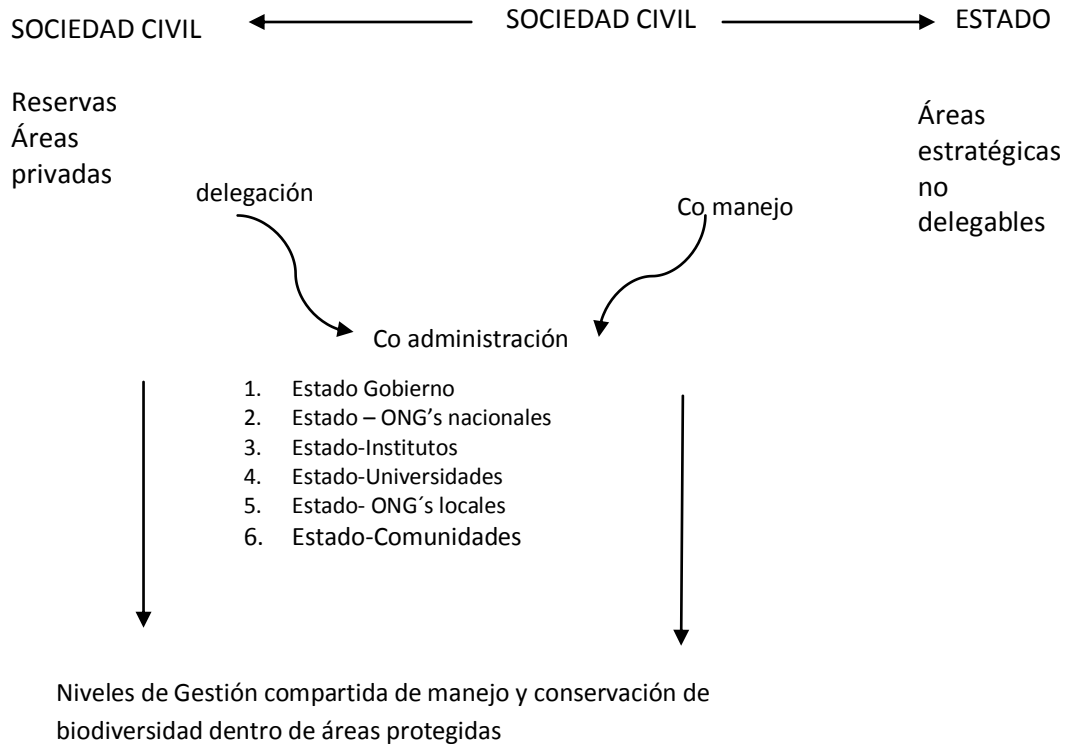 SOCIEDAD CIVIL
SOCIEDAD CIVIL
ESTADO
Reservas
Áreas
privadas
Áreas
estratégicas
no
delegables
delegación
Co manejo
Co administración
1. Estado Gobierno
2. Estado – ONG’s nacionales
3. Estado-Institutos
4. Estado-Universidades
5. Estado- ONG´s locales
6. Estado-Comunidades
Niveles de Gestión compartida de manejo y conservación de
biodiversidad dentro de áreas protegidas